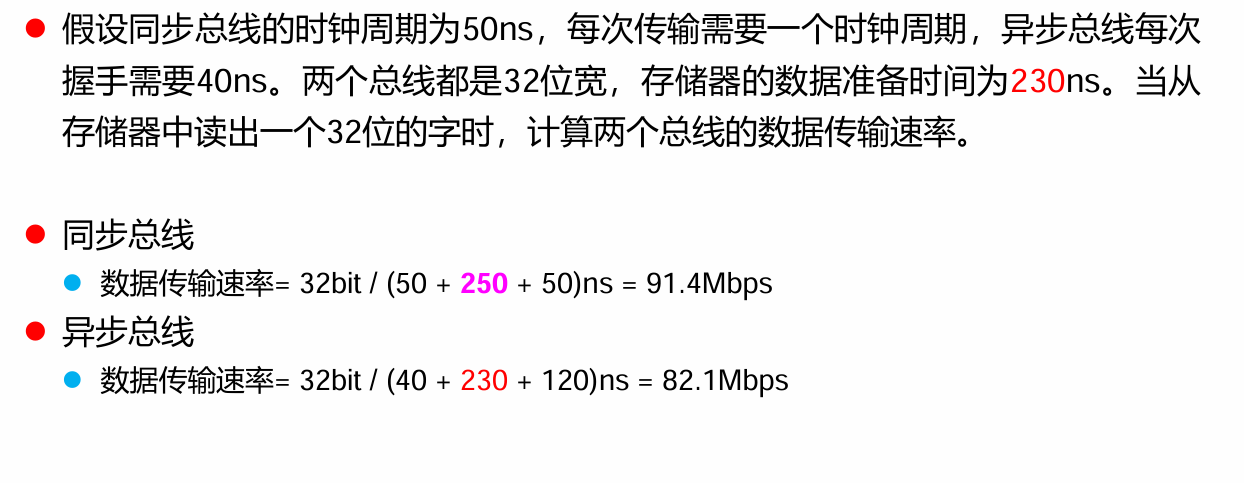 假设同步总线的时钟周期为50ns，每次传输需要一个时钟周期，异步总线每次
握手需要40ns。两个总线都是32位宽，存储器的数据准备时间为230ns。当从
存储器中读出一个32位的字时，计算两个总线的数据传输速率。
同步总线
数据传输速率= 32bit / (50 + 250 + 50)ns = 91.4Mbps
异步总线
数据传输速率= 32bit / (40 + 230 + 120)ns = 82.1Mbps